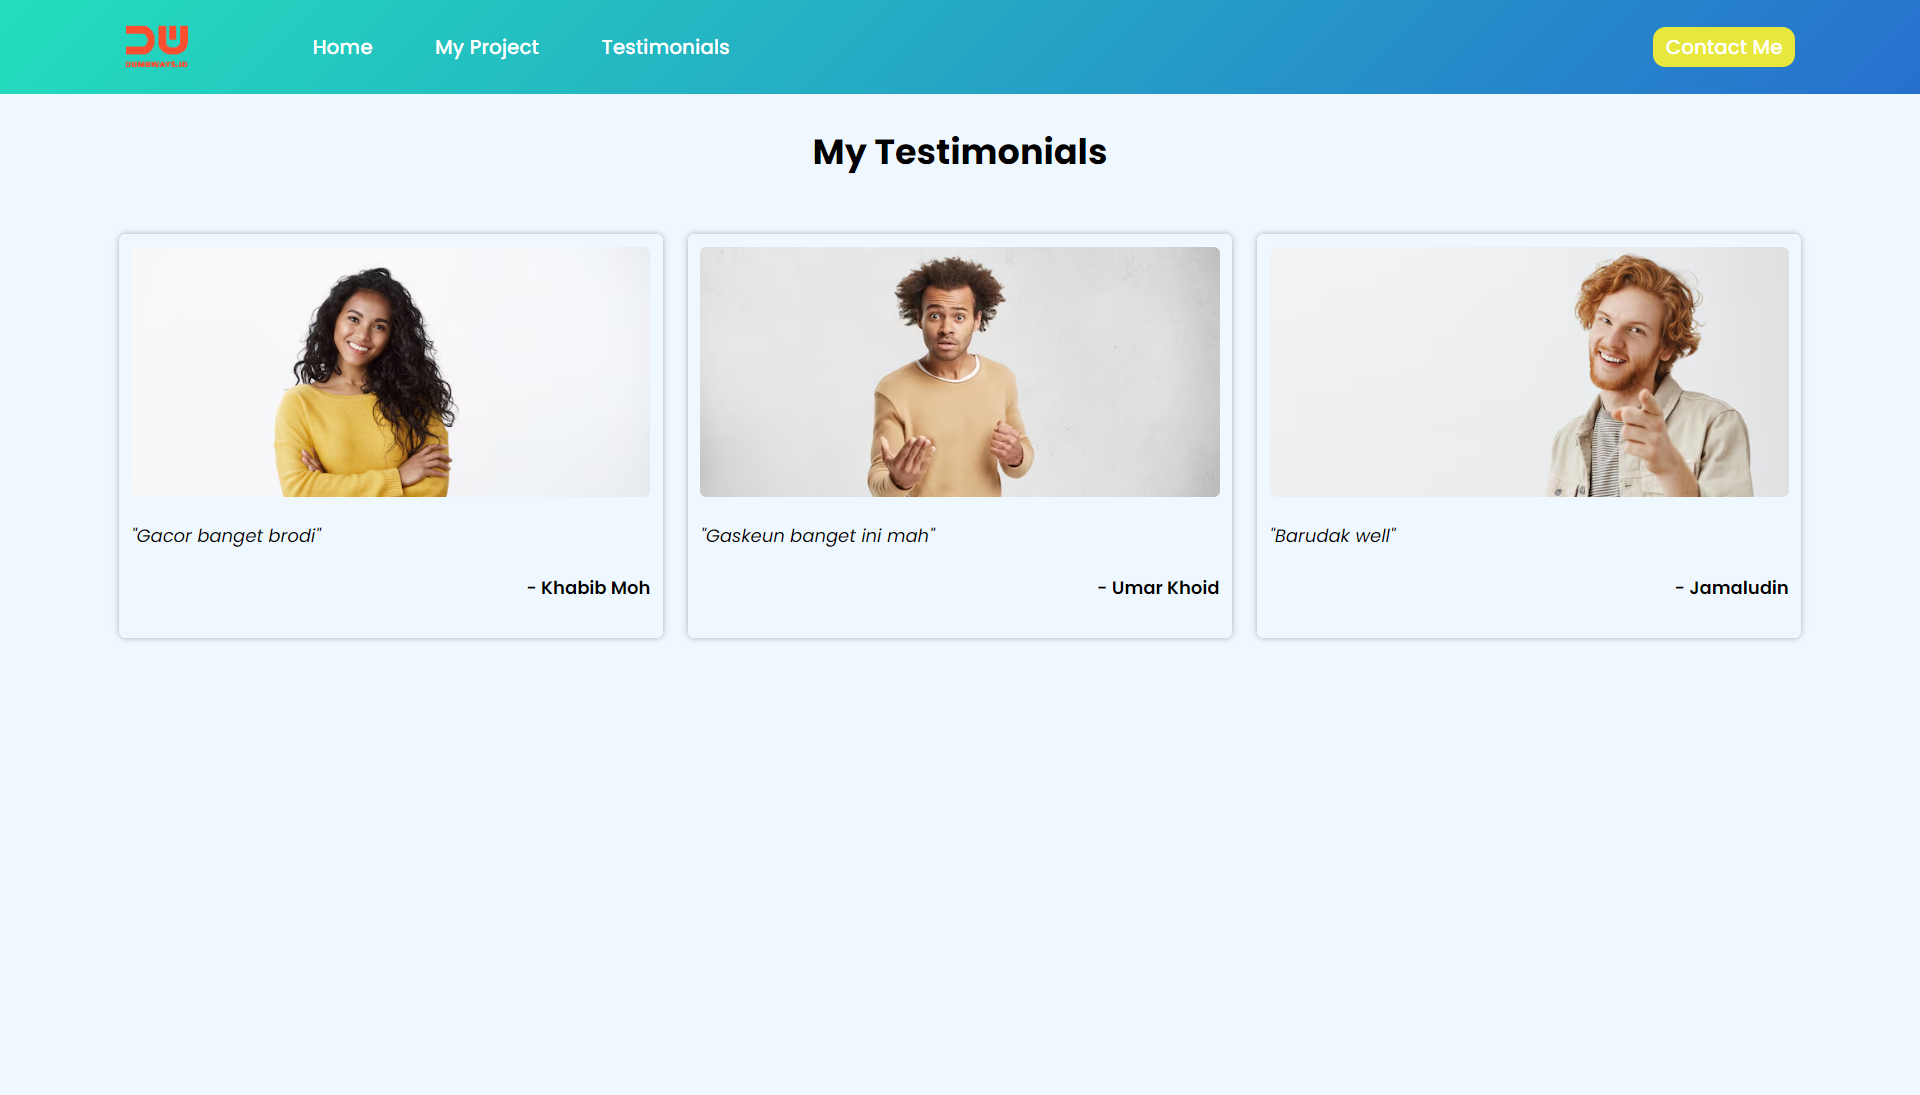 DW
DUMBWAYS.ID
Home
My Project
Testimonials
Contact Me
My Testimonials
"Gacor banget brodi"
- Khabib Moh
"Gaskeun banget ini mah"
- Umar Khoid
"Barudak well"
- Jamaludin